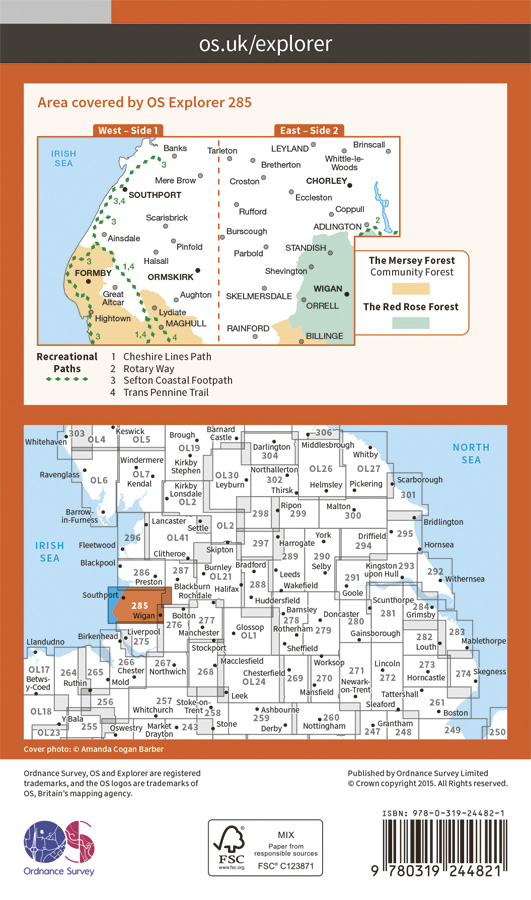 os.uk/explorer
Area covered by OS Explorer 285
West – Side 1
East – Side 2
IRISH
SEA
Banks
Tarleton
LEYLAND
Brinscall
Bretherton
Whittle-le-
Woods
3
Mere Brow
Croston
CHORLEY
3,4
SOUTHPORT
Eccleston
Rufford
Coppull
3
Scarisbrick
ADLINGTON
2
Ainsdale
Pinfold
Burscough
Parbold
STANDISH
Halsall
3
1,4
FORMBY
ORMSKIRK
Shevington
Great
Altcar
Aughton
SKELMERSDALE
WIGAN
ORRELL
Hightown
Lydiate
MAGHULL
RAINFORD
BILLINGE
3
1,4
4
The Mersey Forest
Community Forest
The Red Rose Forest
Recreational
Paths
1 Cheshire Lines Path
2 Rotary Way
3 Sefton Coastal Footpath
4 Trans Pennine Trail
303
Keswick
OL4
OL5
Whitehaven
Brough
OL19
Barnard
Castle
Darlington
304
306
Middlesbrough
Whitby
NORTH
SEA
Windermere
OL7
Kendal
Kirkby
Stephen
Ravenglass
OL6
OL30
Leyburn
Northallerton
302
Thirsk
OL26
Helmsley
OL27
Pickering
Scarborough
301
Kirkby
Lonsdale
OL2
Barrow-
in-Furness
Lancaster
Settle
OL2
298
Ripon
299
Malton
300
Bridlington
296
OL41
Fleetwood
Clitheroe
Skipton
297
Harrogate
York
Driffield
294
295
Hornsea
IRISH
SEA
Blackpool
286
Preston
287
Burnley
OL21
Bradford
288
289
Leeds
290
Selby
291
Kingston
upon Hull
293
292
Withernsea
Blackburn
Rochdale
Halifax
Wakefield
Goole
Southport
285
Wigan
Bolton
276
277
Huddersfield
Barnsley
278
Doncaster
280
Scunthorpe
281
284
Grimsby
Birkenhead
Liverpool
275
Manchester
Glossop
OL1
Rotherham
279
Gainsborough
282
Louth
283
Mablethorpe
Llandudno
Stockport
Sheffield
OL17
Betws-
y-Coed
264
Ruthin
265
266
Chester
Mold
267
Northwich
268
Macclesfield
OL24
Chesterfield
269
Worksop
270
Mansfield
271
Newark-
on-Trent
Lincoln
272
273
Horncastle
274
Skegness
Tattershall
256
Leek
OL18
257
Whitchurch
Stoke-on-
Trent
258
Ashbourne
259
Derby
260
Nottingham
Sleaford
261
Boston
OL23
Y Bala
255
Oswestry
Market
Drayton
243
Stone
247
Grantham
248
249
250
Cover photo: © Amanda Cogan Barber
Ordnance Survey, OS and Explorer are registered
trademarks, and the OS logos are trademarks of
OS, Britain's mapping agency.
Published by Ordnance Survey Limited
© Crown copyright 2015. All Rights reserved.
OS
Ordnance Survey
FSC
www.fsc.org
MIX
Paper from
responsible sources
FSC® C123871
ISBN: 978-0-319-24482-1
9 780319 244821